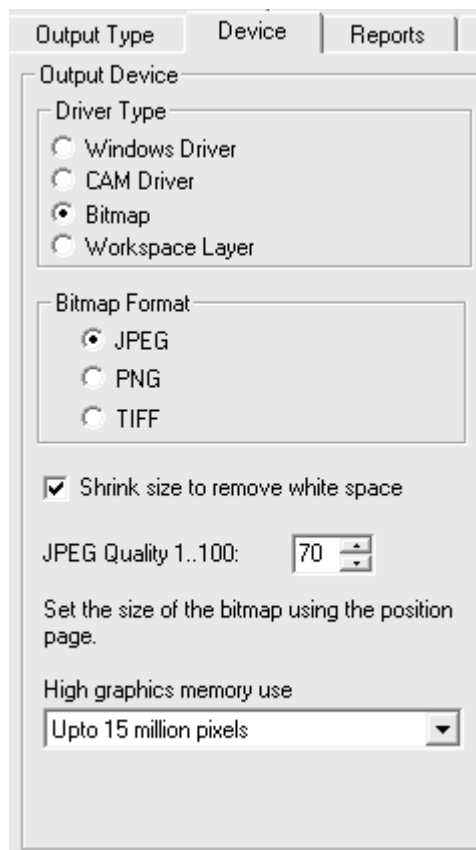 Output Type Device Reports
Output Device
Driver Type
Windows Driver
CAM Driver
Bitmap
Workspace Layer
Bitmap Format
JPEG
PNG
TIFF
Shrink size to remove white space
JPEG Quality 1..100: 70
Set the size of the bitmap using the position
page.
High graphics memory use
Upto 15 million pixels